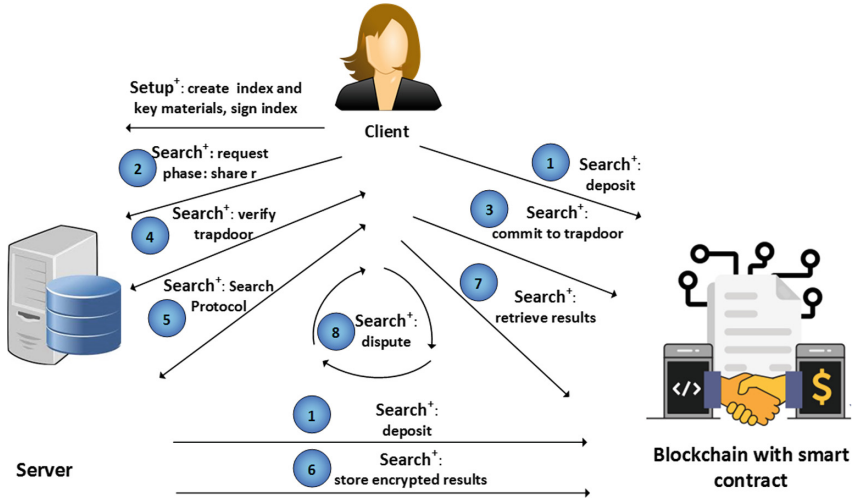 Setup⁺: create index and
key materials, sign index
Client
2
Search⁺: request
phase: share r
1
Search⁺:
deposit
4
Search⁺: verify
trapdoor
3
Search⁺:
commit to trapdoor
5
Search⁺: Search
Protocol
7
Search⁺:
retrieve results
8
Search⁺:
dispute
</>
$
1
Search⁺:
deposit
6
Search⁺:
store encrypted results
Server
Blockchain with smart
contract